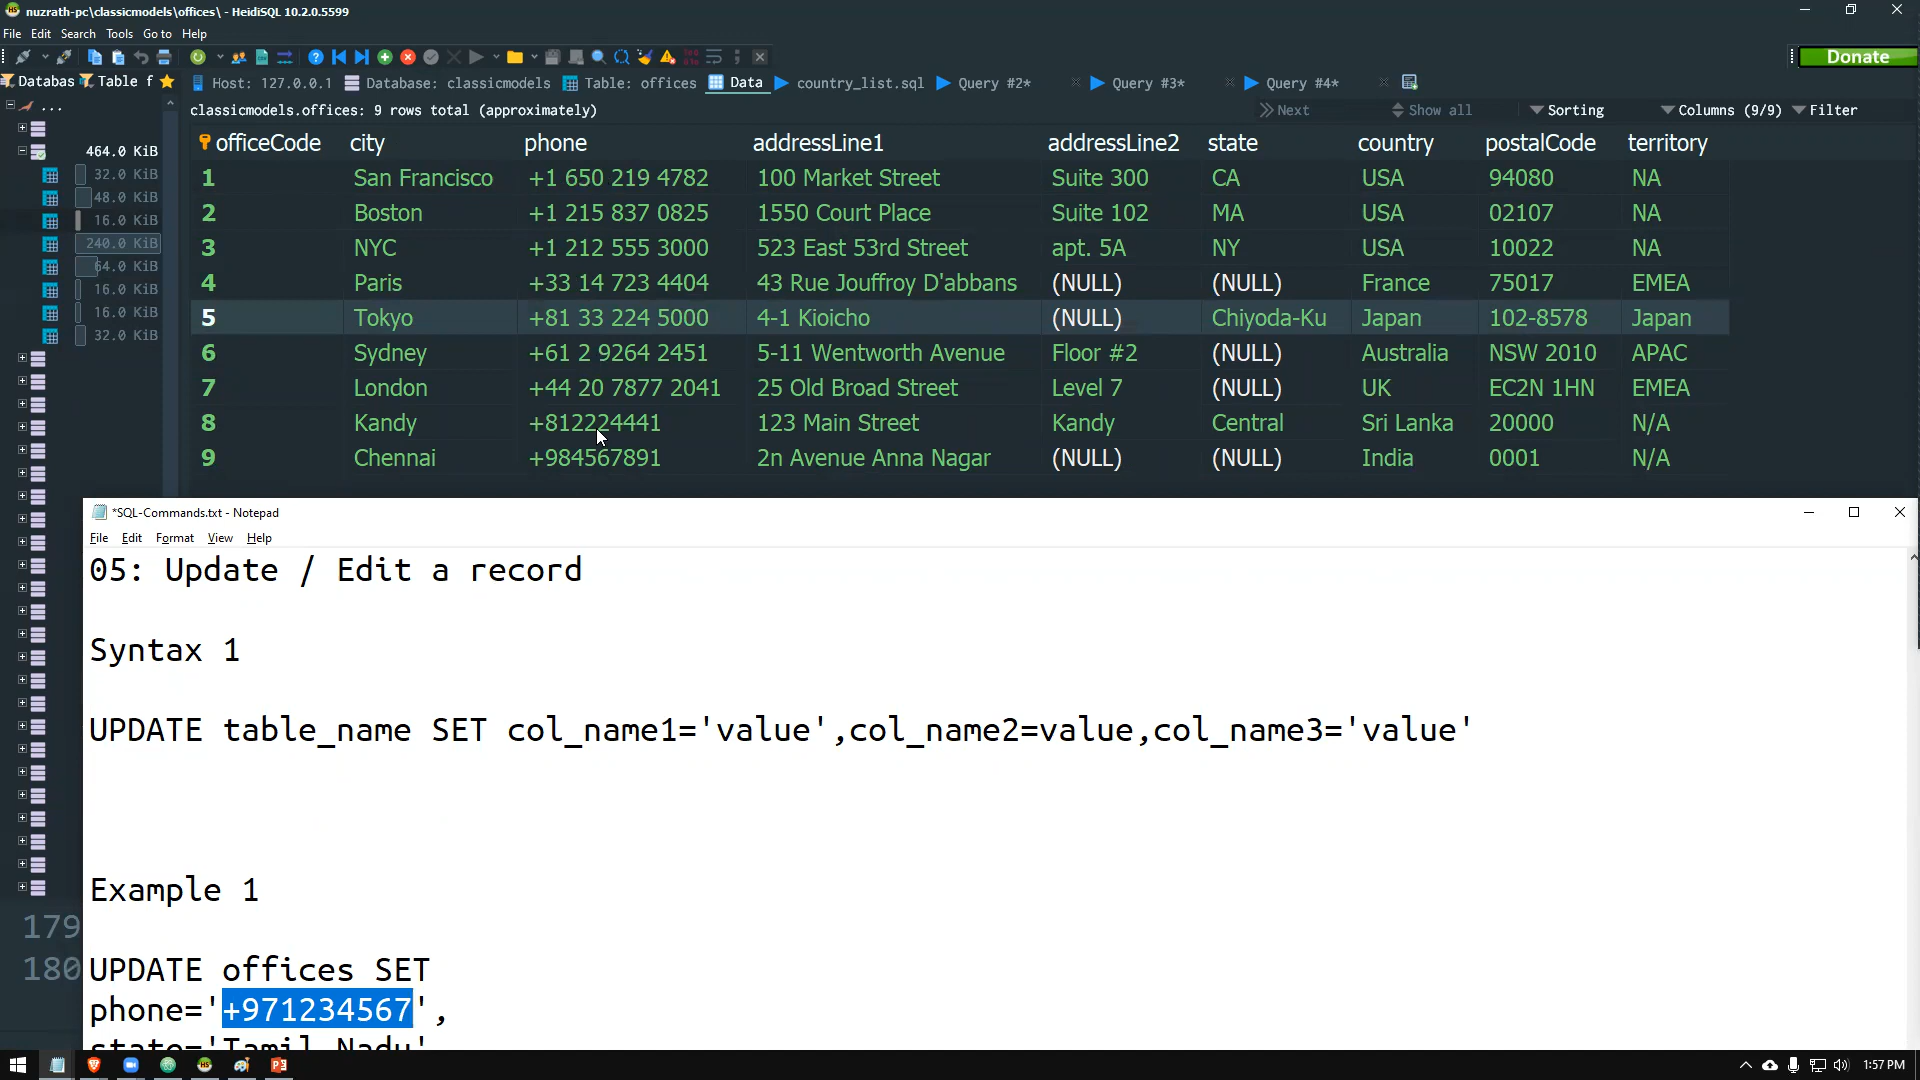 nuzrath-pc\classicmodels\offices\ - HeidiSQL 10.2.0.5599
File Edit Search Tools Go to Help
Donate
Databas Table f Host: 127.0.0.1 Database: classicmodels Table: offices Data country_list.sql Query #2* Query #3* Query #4*
... classicmodels.offices: 9 rows total (approximately) Next Show all Sorting Columns (9/9) Filter
officeCode city phone addressLine1 addressLine2 state country postalCode territory
1 San Francisco +1 650 219 4782 100 Market Street Suite 300 CA USA 94080 NA
2 Boston +1 215 837 0825 1550 Court Place Suite 102 MA USA 02107 NA
3 NYC +1 212 555 3000 523 East 53rd Street apt. 5A NY USA 10022 NA
4 Paris +33 14 723 4404 43 Rue Jouffroy D'abbans (NULL) (NULL) France 75017 EMEA
5 Tokyo +81 33 224 5000 4-1 Kioicho (NULL) Chiyoda-Ku Japan 102-8578 Japan
6 Sydney +61 2 9264 2451 5-11 Wentworth Avenue Floor #2 (NULL) Australia NSW 2010 APAC
7 London +44 20 7877 2041 25 Old Broad Street Level 7 (NULL) UK EC2N 1HN EMEA
8 Kandy +812224441 123 Main Street Kandy Central Sri Lanka 20000 N/A
9 Chennai +984567891 2n Avenue Anna Nagar (NULL) (NULL) India 0001 N/A
464.0 KiB
32.0 KiB
48.0 KiB
16.0 KiB
240.0 KiB
64.0 KiB
16.0 KiB
16.0 KiB
32.0 KiB
179
180
*SQL-Commands.txt - Notepad
File Edit Format View Help
05: Update / Edit a record
Syntax 1
UPDATE table_name SET col_name1='value',col_name2=value,col_name3='value'
Example 1
UPDATE offices SET
phone='+971234567',
state='Tamil Nadu'
1:57 PM